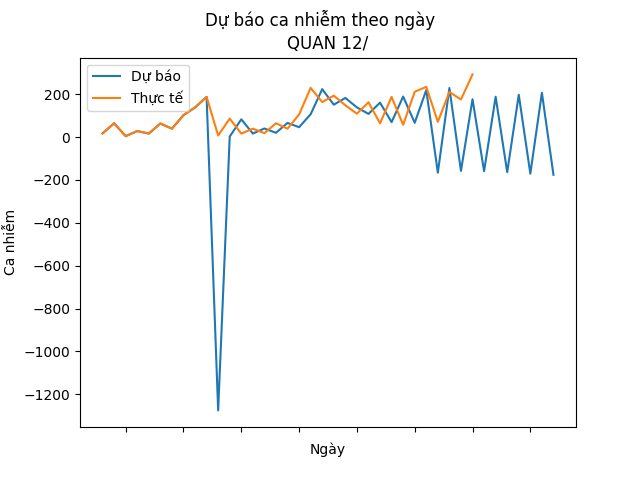 Dự báo ca nhiễm theo ngày
QUAN 12/
Dự báo
Thực tế
200
0
−200
−400
−600
−800
−1000
−1200
Ca nhiễm
Ngày